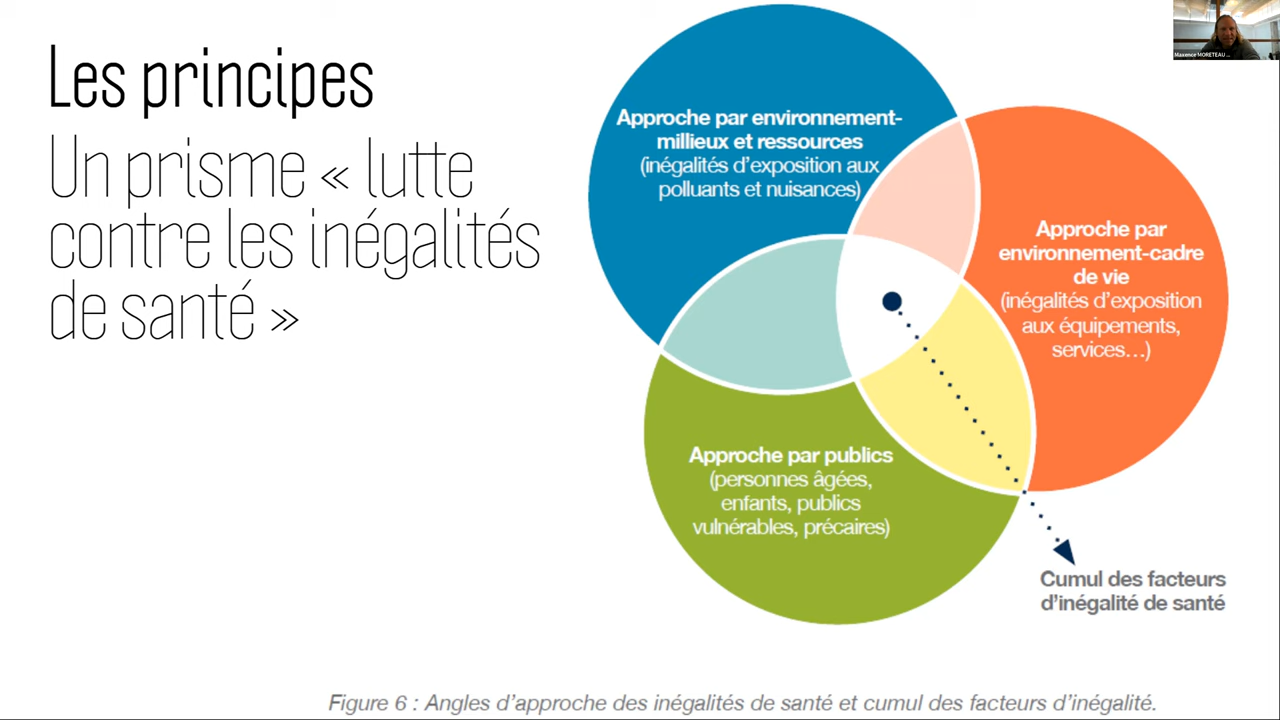 Les principes
Un prisme « lutte
contre les inégalités
de santé »
Approche par environnement-
millieux et ressources
(inégalités d'exposition aux
polluants et nuisances)
Approche par
environnement-cadre
de vie
(inégalités d'exposition
aux équipements,
services…)
Approche par publics
(personnes âgées,
enfants, publics
vulnérables, précaires)
Cumul des facteurs
d'inégalité de santé
Figure 6 : Angles d'approche des inégalités de santé et cumul des facteurs d'inégalité.
Maxence MORETEAU ...